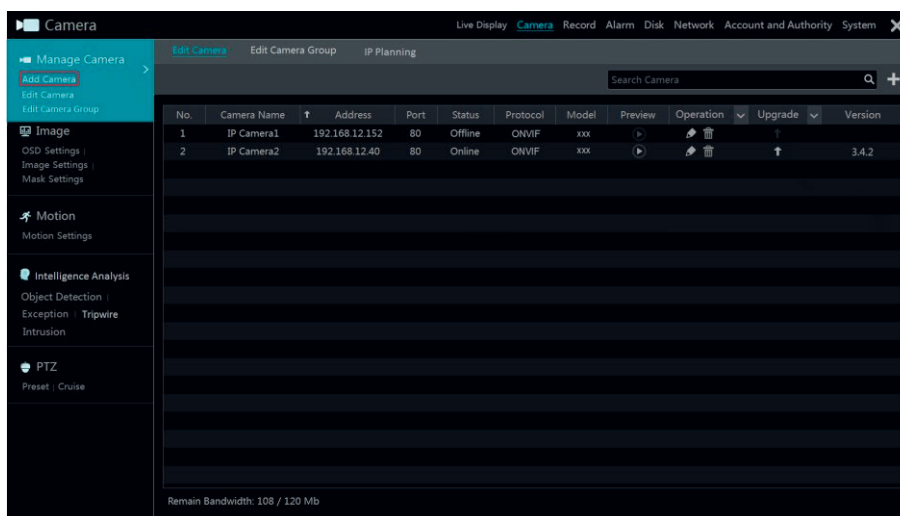 Camera
Live Display Camera Record Alarm Disk Network Account and Authority System
Manage Camera
Add Camera
Edit Camera
Edit Camera Group
Image
OSD Settings |
Image Settings |
Mask Settings
Motion
Motion Settings
Intelligence Analysis
Object Detection |
Exception | Tripwire
Intrusion
PTZ
Preset | Cruise
Edit Camera Edit Camera Group IP Planning
Search Camera
No. Camera Name ↑ Address Port Status Protocol Model Preview Operation Upgrade Version
1 IP Camera1 192.168.12.152 80 Offline ONVIF xxx
2 IP Camera2 192.168.12.40 80 Online ONVIF xxx 3.4.2
Remain Bandwidth: 108 / 120 Mb